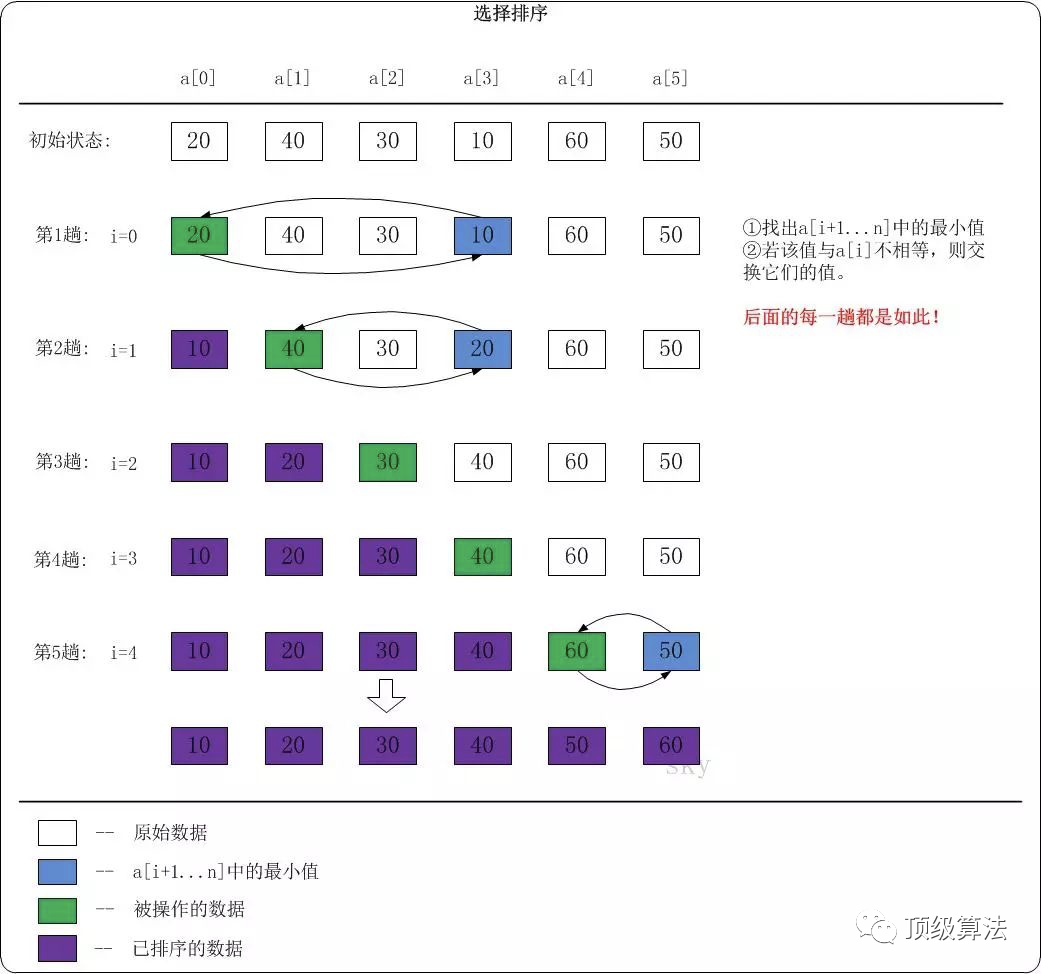 选择排序
a[0] a[1] a[2] a[3] a[4] a[5]
初始状态: 20 40 30 10 60 50
第1趟: i=0 20 40 30 10 60 50
①找出a[i+1...n]中的最小值
②若该值与a[i]不相等，则交
换它们的值。
后面的每一趟都是如此！
第2趟: i=1 10 40 30 20 60 50
第3趟: i=2 10 20 30 40 60 50
第4趟: i=3 10 20 30 40 60 50
第5趟: i=4 10 20 30 40 60 50
10 20 30 40 50 60
sky
-- 原始数据
-- a[i+1...n]中的最小值
-- 被操作的数据
-- 已排序的数据
顶级算法